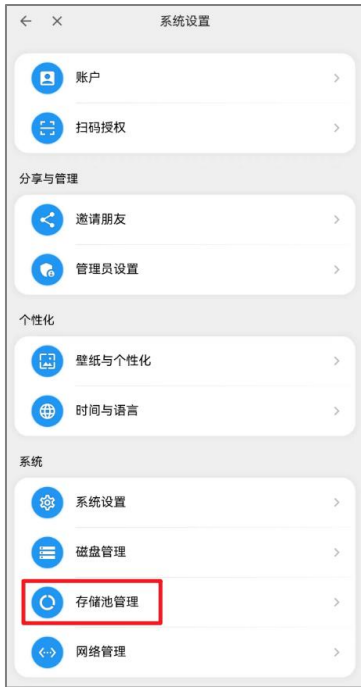 系统设置
账户
扫码授权
分享与管理
邀请朋友
管理员设置
个性化
壁纸与个性化
时间与语言
系统
系统设置
磁盘管理
存储池管理
网络管理